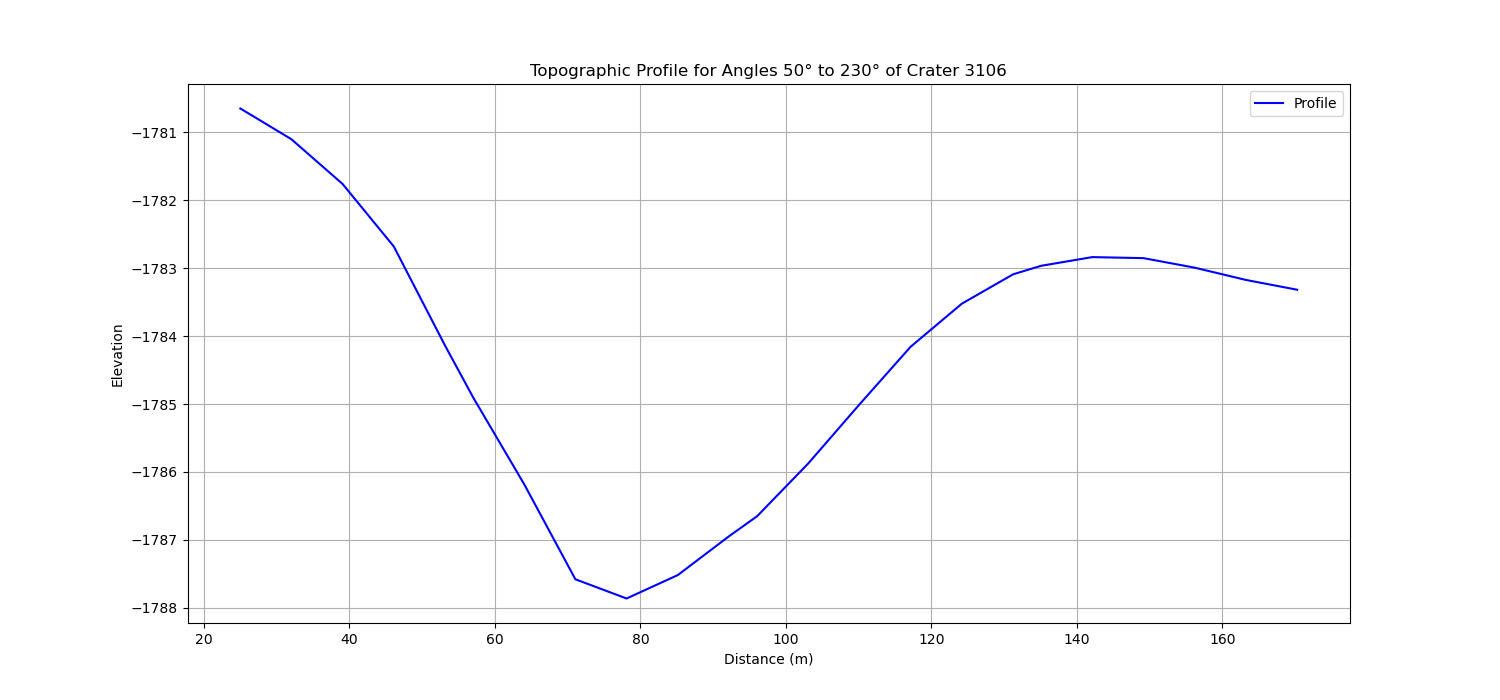 Topographic Profile for Angles 50° to 230° of Crater 3106
Profile
−1781
−1782
−1783
−1784
−1785
−1786
−1787
−1788
Elevation
20 40 60 80 100 120 140 160
Distance (m)